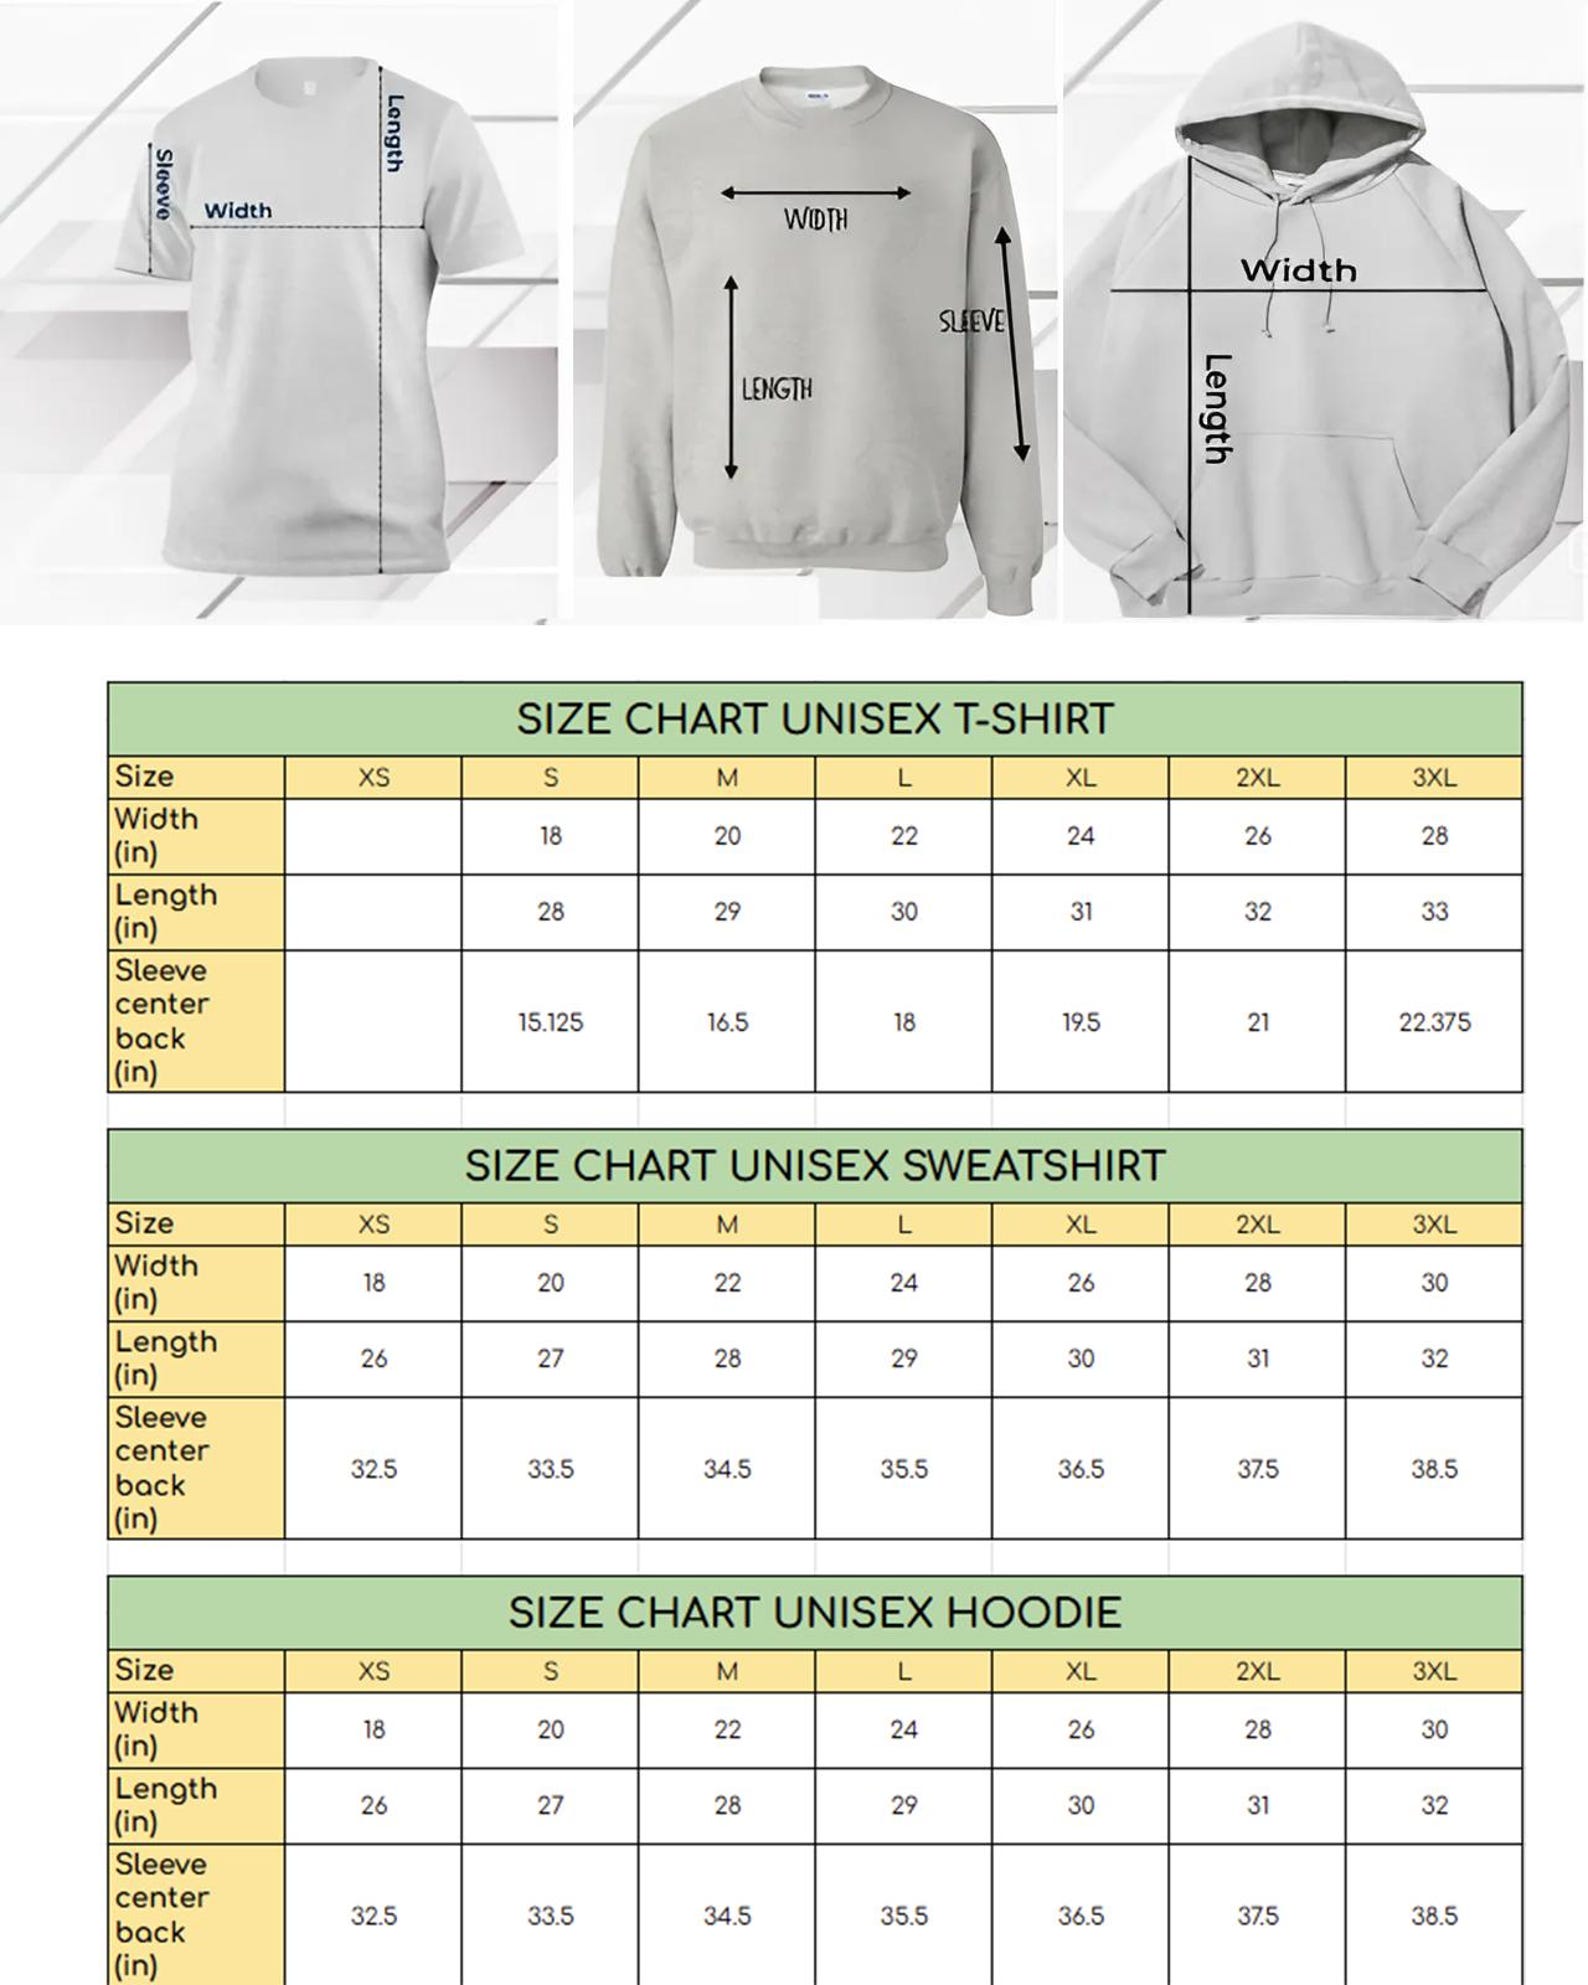 Sleeve
Width
Length
WIDTH
LENGTH
SLEEVE
Width
Length
SIZE CHART UNISEX T-SHIRT
Size XS S M L XL 2XL 3XL
Width
(in) 18 20 22 24 26 28
Length
(in) 28 29 30 31 32 33
Sleeve
center
back
(in) 15.125 16.5 18 19.5 21 22.375
SIZE CHART UNISEX SWEATSHIRT
Size XS S M L XL 2XL 3XL
Width
(in) 18 20 22 24 26 28 30
Length
(in) 26 27 28 29 30 31 32
Sleeve
center
back
(in) 32.5 33.5 34.5 35.5 36.5 37.5 38.5
SIZE CHART UNISEX HOODIE
Size XS S M L XL 2XL 3XL
Width
(in) 18 20 22 24 26 28 30
Length
(in) 26 27 28 29 30 31 32
Sleeve
center
back
(in) 32.5 33.5 34.5 35.5 36.5 37.5 38.5